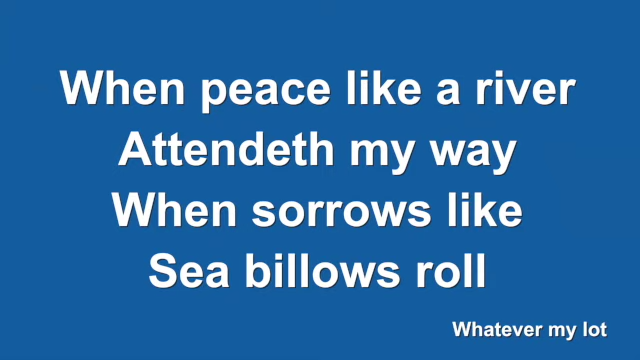 When peace like a river
Attendeth my way
When sorrows like
Sea billows roll
Whatever my lot